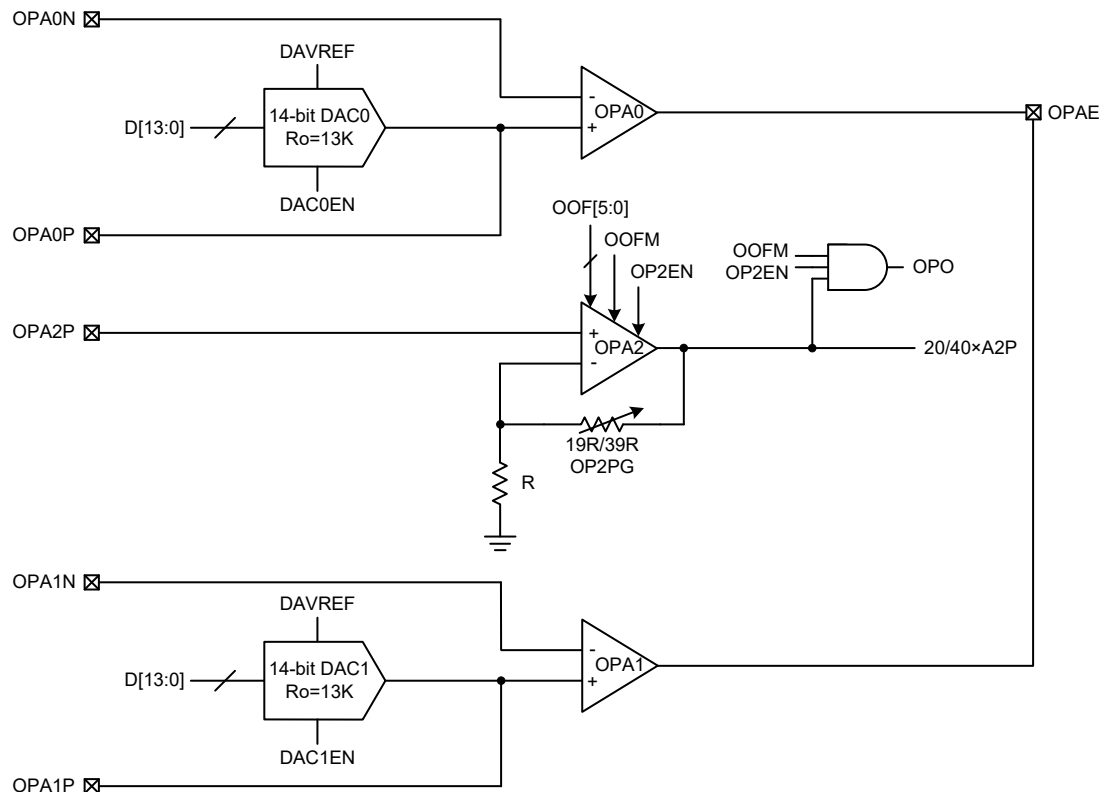 OPA0N
DAVREF
D[13:0]
14-bit DAC0
Ro=13K
-
OPA0
+
OPAE
DAC0EN
OPA0P
OOF[5:0]
OOFM
OP2EN
OOFM
OP2EN
OPO
OPA2P
+
OPA2
-
20/40×A2P
19R/39R
OP2PG
R
OPA1N
DAVREF
D[13:0]
14-bit DAC1
Ro=13K
-
OPA1
+
DAC1EN
OPA1P